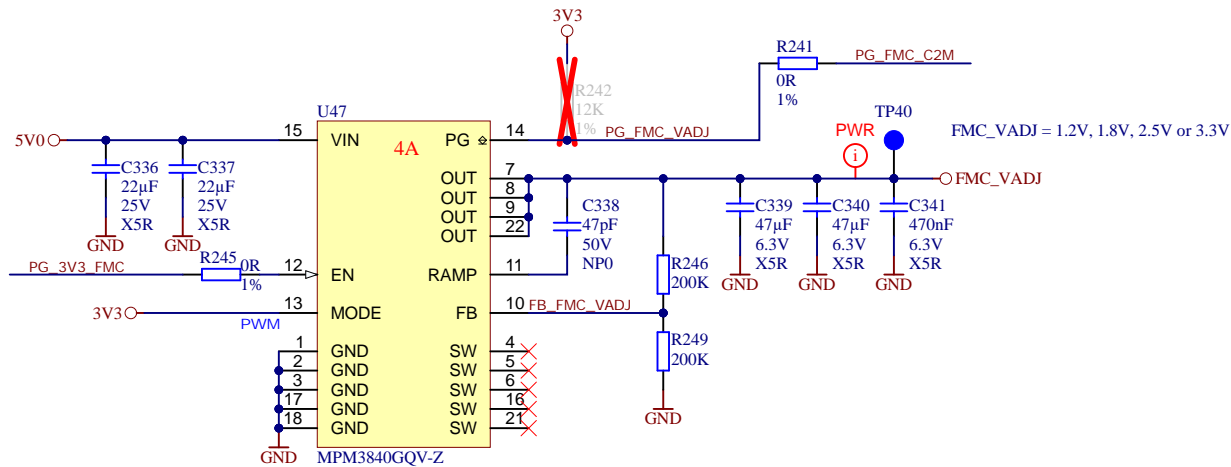 3V3
R241
0R
1%
PG_FMC_C2M
R242
12K
1%
TP40
U47
5V0
15
VIN
PG
14
PG_FMC_VADJ
PWR
i
FMC_VADJ = 1.2V, 1.8V, 2.5V or 3.3V
4A
C336
22µF
25V
X5R
GND
C337
22µF
25V
X5R
GND
OUT
7
OUT
8
OUT
9
OUT
22
FMC_VADJ
C338
47pF
50V
NP0
C339
47µF
6.3V
X5R
GND
C340
47µF
6.3V
X5R
GND
C341
470nF
6.3V
X5R
GND
PG_3V3_FMC
R245
0R
1%
12
EN
RAMP
11
R246
200K
3V3
PWM
13
MODE
FB
10
FB_FMC_VADJ
R249
200K
GND
1
GND
SW
4
2
GND
SW
5
3
GND
SW
6
17
GND
SW
16
18
GND
SW
21
GND
MPM3840GQV-Z